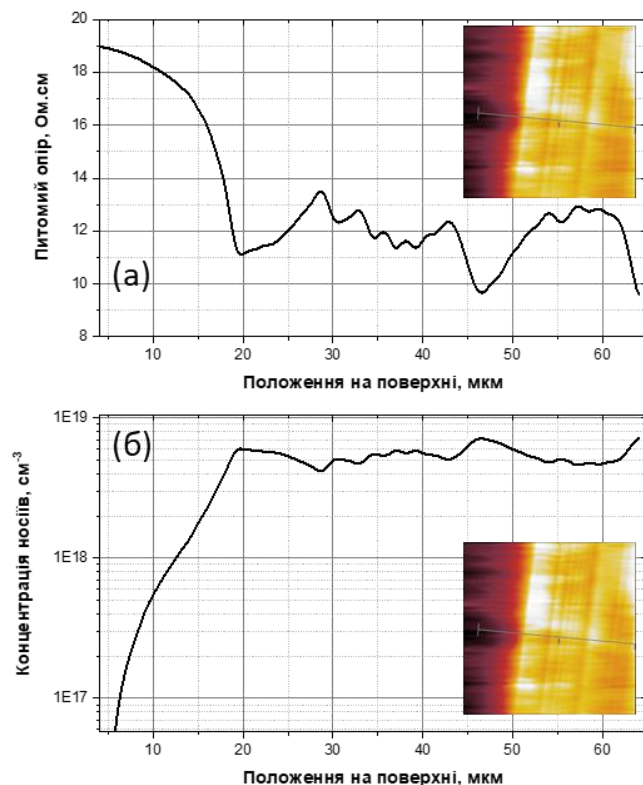 20
18
16
14
12
10
8
Питомий опір, Ом.см
(а)
10 20 30 40 50 60
Положення на поверхні, мкм
1E19
1E18
1E17
Концентрація носіїв, см-3
(б)
10 20 30 40 50 60
Положення на поверхні, мкм